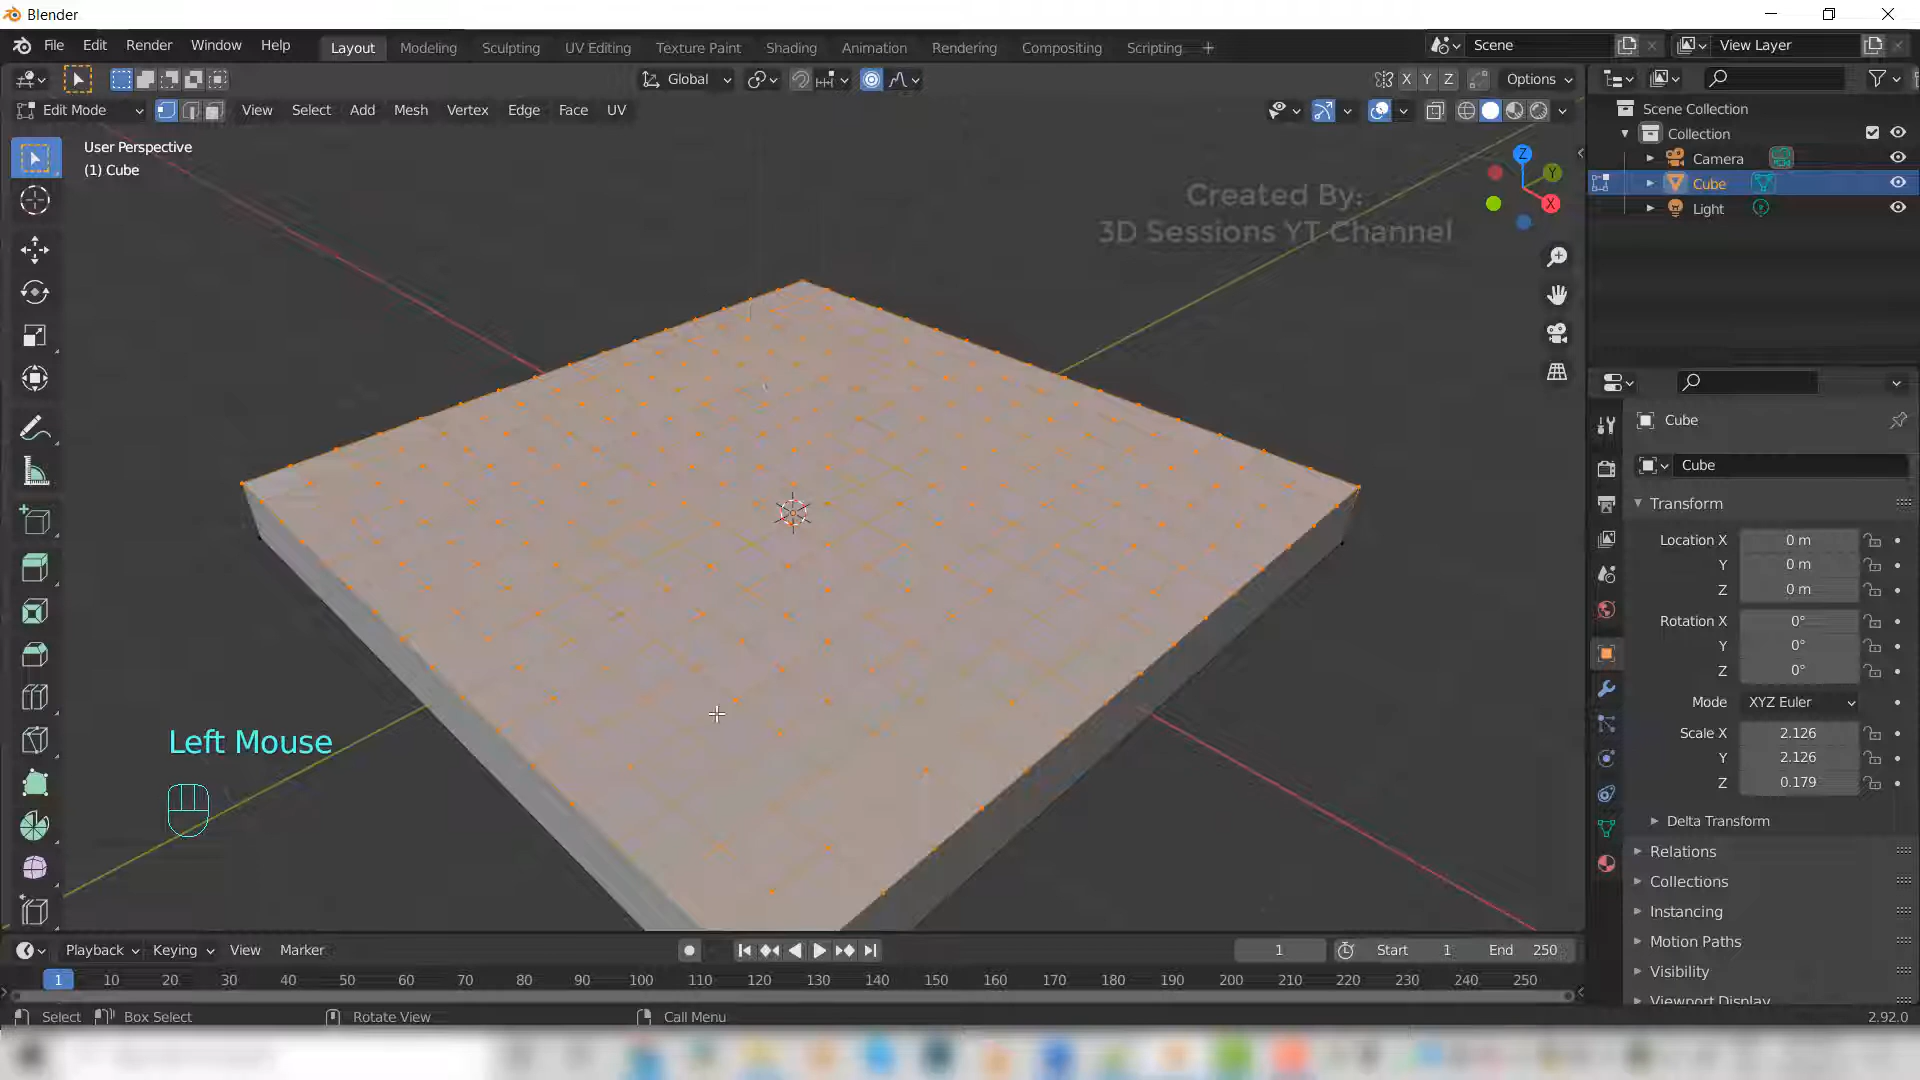 Blender
File Edit Render Window Help Layout Modeling Sculpting UV Editing Texture Paint Shading Animation Rendering Compositing Scripting Scene View Layer
Global X Y Z Options
Edit Mode View Select Add Mesh Vertex Edge Face UV
Scene Collection
Collection
Camera
Cube
Light
User Perspective
(1) Cube
Z
Y
X
Created By:
3D Sessions YT Channel
Cube
Cube
Transform
Location X 0 m
Y 0 m
Z 0 m
Rotation X 0°
Y 0°
Z 0°
Mode XYZ Euler
Scale X 2.126
Y 2.126
Z 0.179
Delta Transform
Relations
Collections
Instancing
Motion Paths
Visibility
Viewport Display
Left Mouse
Playback Keying View Marker 1 Start 1 End 250
1 10 20 30 40 50 60 70 80 90 100 110 120 130 140 150 160 170 180 190 200 210 220 230 240 250
Select Box Select Rotate View Call Menu 2.92.0